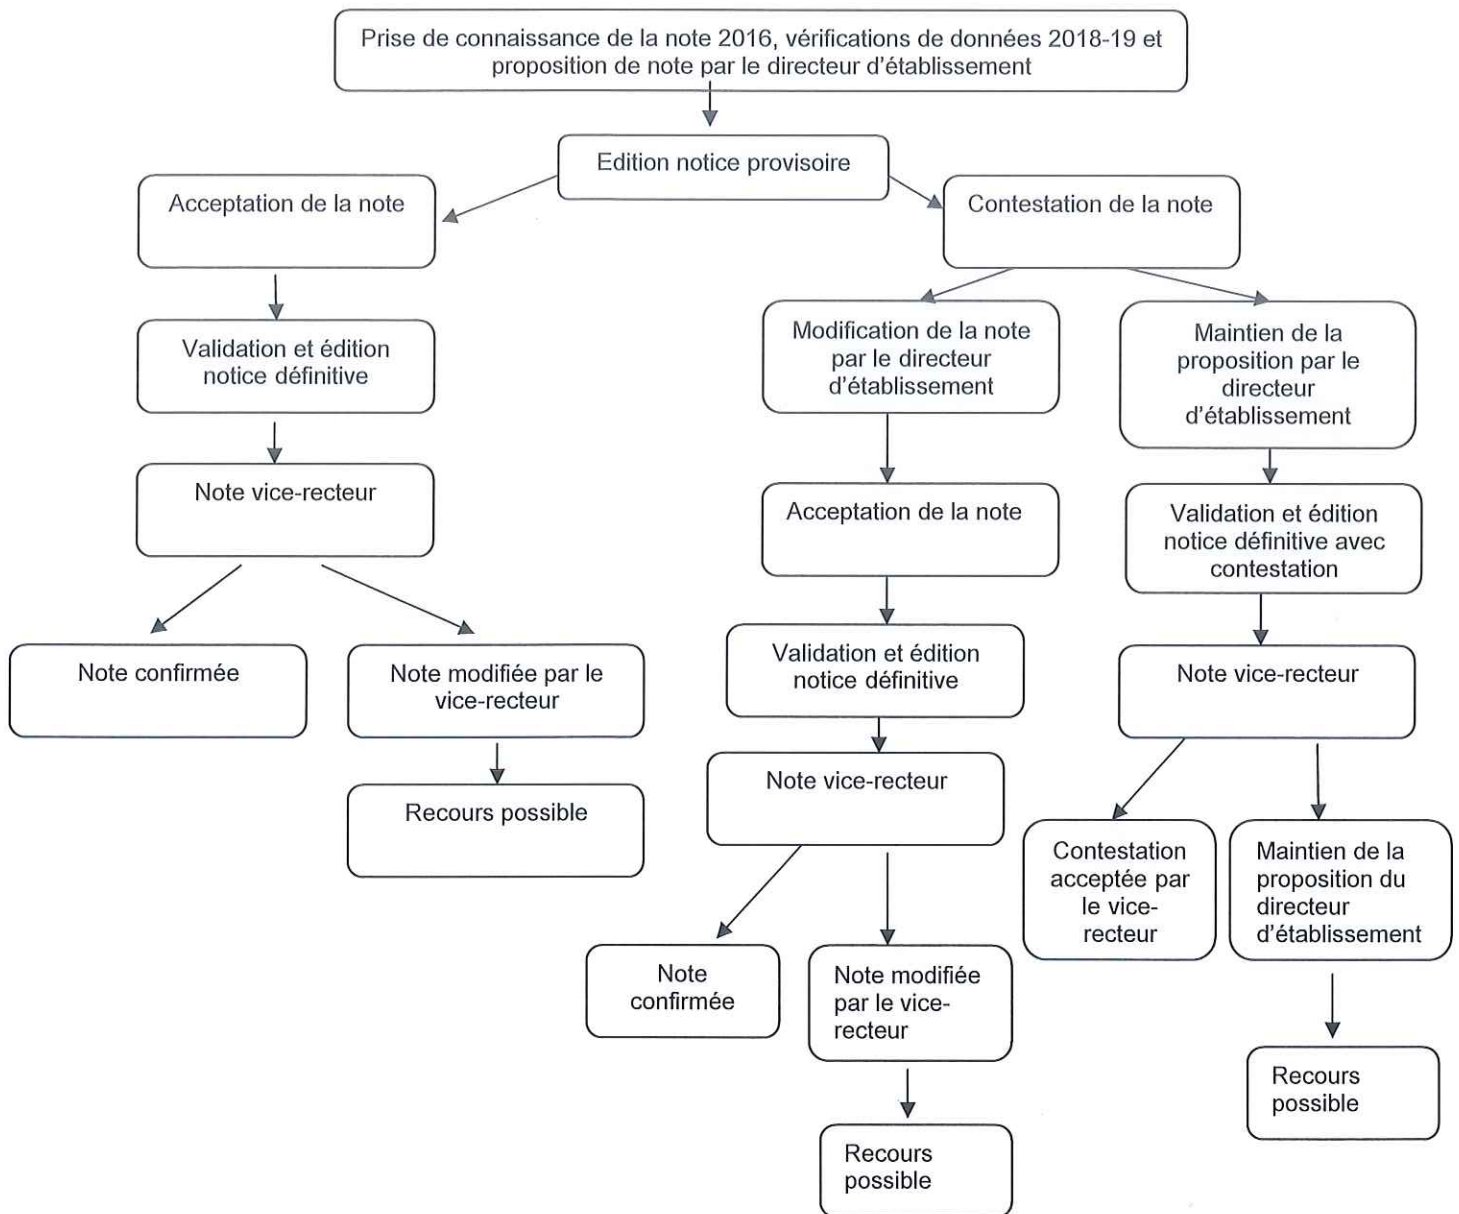 Prise de connaissance de la note 2016, vérifications de données 2018-19 et
proposition de note par le directeur d'établissement
Edition notice provisoire
Acceptation de la note
Contestation de la note
Validation et édition
notice définitive
Note vice-recteur
Note confirmée
Note modifiée par le
vice-recteur
Recours possible
Modification de la note
par le directeur
d'établissement
Acceptation de la note
Validation et édition
notice définitive
Note vice-recteur
Note
confirmée
Note modifiée
par le vice-
recteur
Recours
possible
Maintien de la
proposition par le
directeur
d'établissement
Validation et édition
notice définitive avec
contestation
Note vice-recteur
Contestation
acceptée par
le vice-
recteur
Maintien de la
proposition du
directeur
d'établissement
Recours
possible